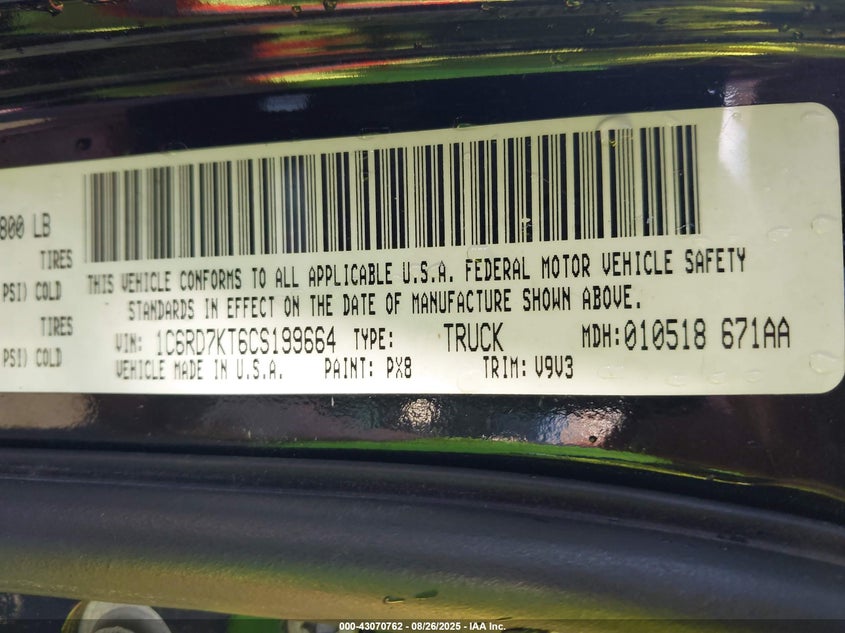 800 LB
TIRES
PSI) COLD
TIRES
PSI) COLD
THIS VEHICLE CONFORMS TO ALL APPLICABLE U.S.A. FEDERAL MOTOR VEHICLE SAFETY
STANDARDS IN EFFECT ON THE DATE OF MANUFACTURE SHOWN ABOVE.
VIN: 1C6RD7KT6CS199664 TYPE: TRUCK MDH: 010518 671AA
VEHICLE MADE IN U.S.A. PAINT: PX8 TRIM: V9V3
000-43070762 - 08/26/2025 - IAA Inc.